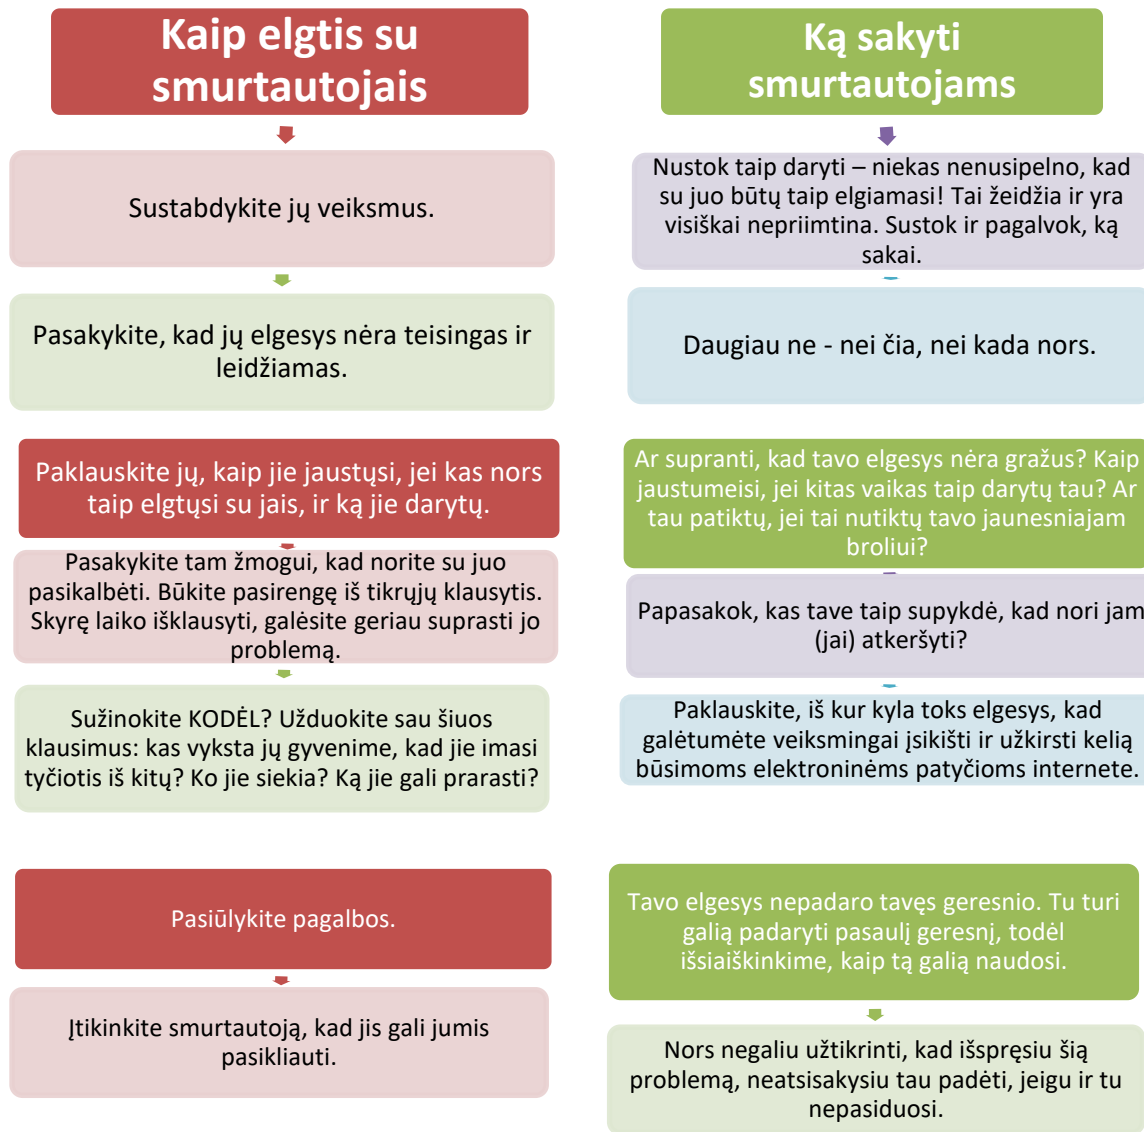 Kaip elgtis su
smurtautojais
Sustabdykite jų veiksmus.
Pasakykite, kad jų elgesys nėra teisingas ir
leidžiamas.
Paklauskite jų, kaip jie jaustųsi, jei kas nors
taip elgtųsi su jais, ir ką jie darytų.
Pasakykite tam žmogui, kad norite su juo
pasikalbėti. Būkite pasirengę iš tikrųjų klausytis.
Skyrę laiko išklausyti, galėsite geriau suprasti jo
problemą.
Sužinokite KODĖL? Užduokite sau šiuos
klausimus: kas vyksta jų gyvenime, kad jie imasi
tyčiotis iš kitų? Ko jie siekia? Ką jie gali prarasti?
Pasiūlykite pagalbos.
Įtikinkite smurtautoją, kad jis gali jumis
pasikliauti.
Ką sakyti
smurtautojams
Nustok taip daryti – niekas nenusipelno, kad
su juo būtų taip elgiamasi! Tai žeidžia ir yra
visiškai nepriimtina. Sustok ir pagalvok, ką
sakai.
Daugiau ne - nei čia, nei kada nors.
Ar supranti, kad tavo elgesys nėra gražus? Kaip
jaustumeisi, jei kitas vaikas taip darytų tau? Ar
tau patiktų, jei tai nutiktų tavo jaunesniajam
broliui?
Papasakok, kas tave taip supykdė, kad nori jam
(jai) atkeršyti?
Paklauskite, iš kur kyla toks elgesys, kad
galėtumėte veiksmingai įsikišti ir užkirsti kelią
būsimoms elektroninėms patyčioms internete.
Tavo elgesys nepadaro tavęs geresnio. Tu turi
galią padaryti pasaulį geresnį, todėl
išsiaiškinkime, kaip tą galią naudosi.
Nors negaliu užtikrinti, kad išspręsiu šią
problemą, neatsisakysiu tau padėti, jeigu ir tu
nepasiduosi.